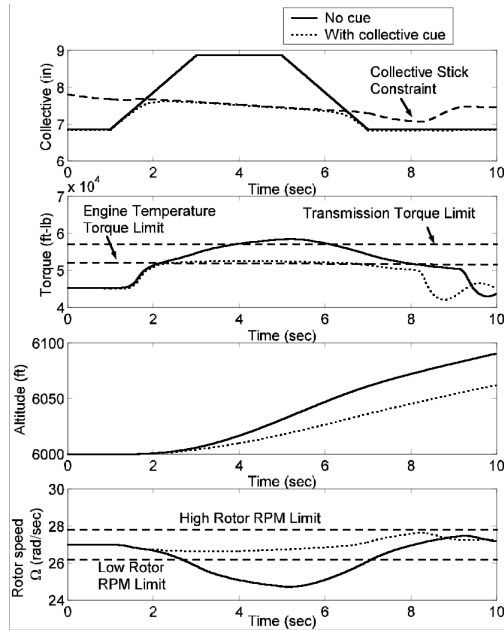 No cue
With collective cue
9
8
7
6
Collective (in)
Collective Stick
Constraint
0 2 4 6 8 10
Time (sec)
x 10^4
7
6
5
4
Torque (ft-lb)
Engine Temperature
Torque Limit
Transmission Torque Limit
0 2 4 6 8 10
Time (sec)
6100
6050
6000
Altitude (ft)
0 2 4 6 8 10
Time (sec)
28
26
24
Rotor speed
Ω (rad/sec)
High Rotor RPM Limit
Low Rotor
RPM Limit
0 2 4 6 8 10
Time (sec)